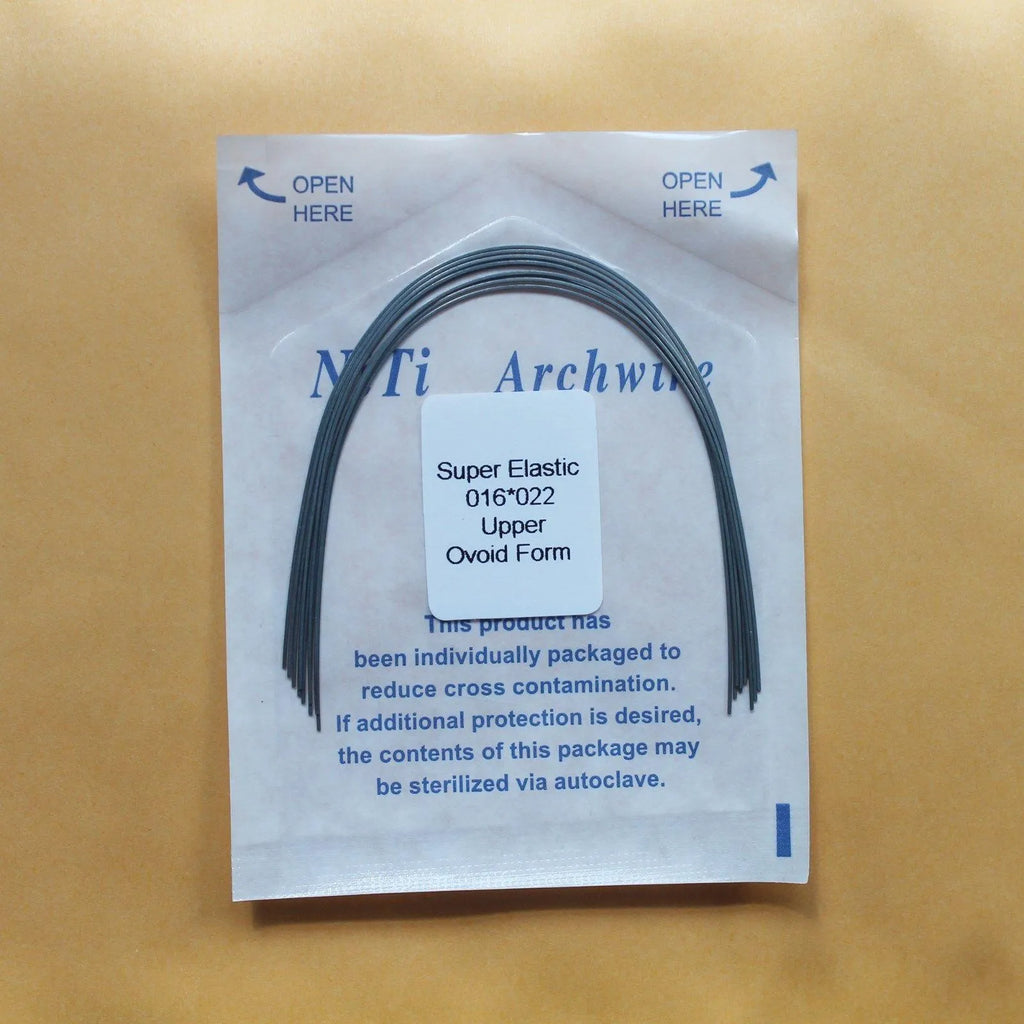 OPEN
HERE
OPEN
HERE
NiTi Archwire
Super Elastic
016*022
Upper
Ovoid Form
This product has
been individually packaged to
reduce cross contamination.
If additional protection is desired,
the contents of this package may
be sterilized via autoclave.